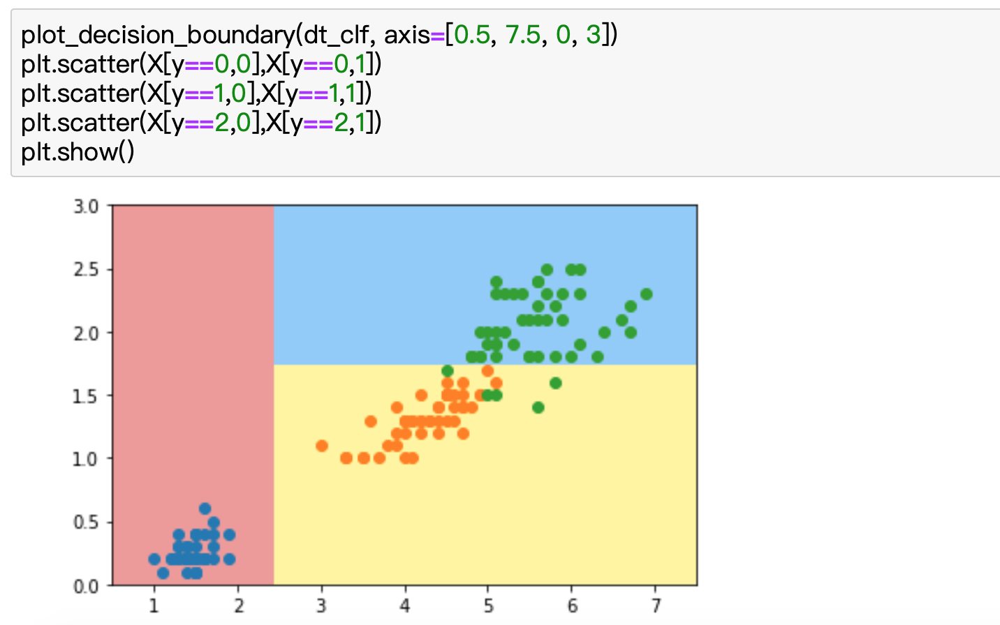 plot_decision_boundary(dt_clf, axis=[0.5, 7.5, 0, 3])
plt.scatter(X[y==0,0],X[y==0,1])
plt.scatter(X[y==1,0],X[y==1,1])
plt.scatter(X[y==2,0],X[y==2,1])
plt.show()
3.0
2.5
2.0
1.5
1.0
0.5
0.0
1 2 3 4 5 6 7